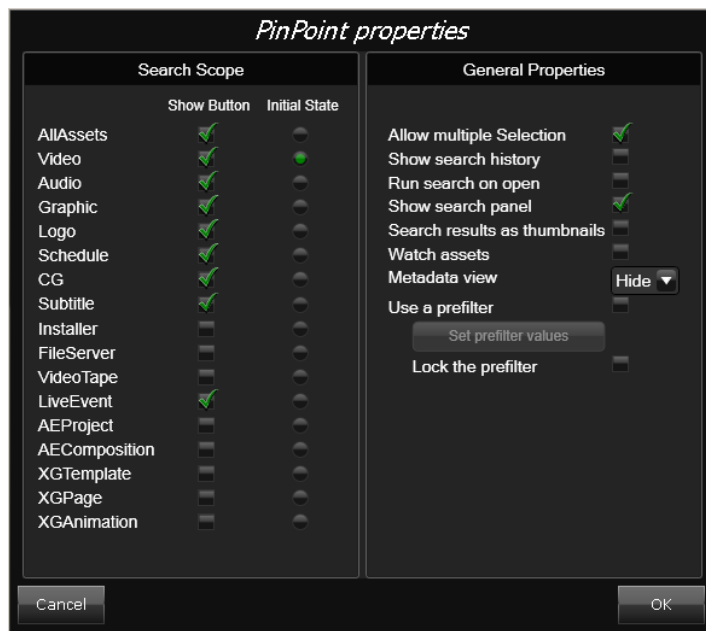 PinPoint properties
Search Scope
Show Button Initial State
AllAssets
Video
Audio
Graphic
Logo
Schedule
CG
Subtitle
Installer
FileServer
VideoTape
LiveEvent
AEProject
AEComposition
XGTemplate
XGPage
XGAnimation
General Properties
Allow multiple Selection
Show search history
Run search on open
Show search panel
Search results as thumbnails
Watch assets
Metadata view Hide
Use a prefilter
Set prefilter values
Lock the prefilter
Cancel
OK